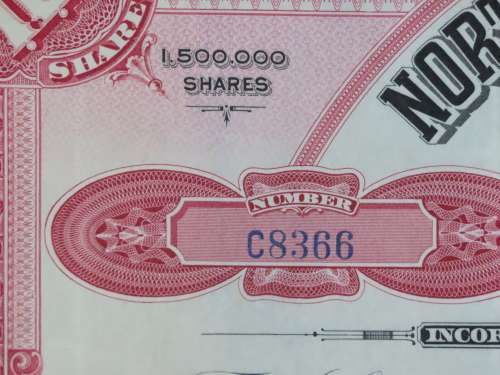 SHARE
1,500,000
SHARES
NOR
NUMBER
C8366
INCOR